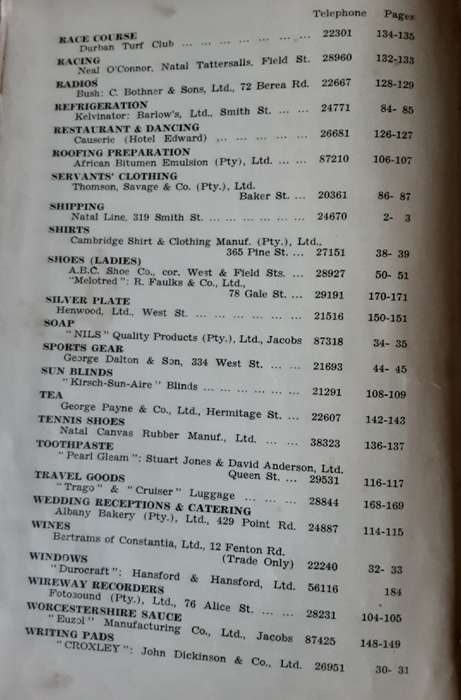 Telephone Pages
RACE COURSE
Durban Turf Club ... ... ... ... ... ... ... 22301 134-135
RACING
Neal O'Connor, Natal Tattersalls, Field St. 28960 132-133
RADIOS
Bush: C. Bothner & Sons, Ltd., 72 Berea Rd. 22667 128-129
REFRIGERATION
Kelvinator: Barlow's, Ltd., Smith St. ... ... 24771 84- 85
RESTAURANT & DANCING
Causerie (Hotel Edward) ,.. ... ... ... ... 26681 126-127
ROOFING PREPARATION
African Bitumen Emulsion (Pty), Ltd. ... ... 87210 106-107
SERVANTS' CLOTHING
Thomson, Savage & Co. (Pty.), Ltd.
Baker St. ... 20361 86- 87
SHIPPING
Natal Line, 319 Smith St. ... ... ... ... ... ... 24670 2- 3
SHIRTS
Cambridge Shirt & Clothing Manuf. (Pty.), Ltd.,
365 Pine St. ... 27151 38- 39
SHOES (LADIES)
A.B.C. Shoe Co., cor. West & Field Sts. ... 28927 50- 51
"Melotred": R. Faulks & Co., Ltd.,
78 Gale St. ... 29191 170-171
SILVER PLATE
Henwood, Ltd., West St. ... ... ... ... ... ... 21516 150-151
SOAP
"NILS" Quality Products (Pty.), Ltd., Jacobs 87318 34- 35
SPORTS GEAR
George Dalton & Son, 334 West St. ... ... 21693 44- 45
SUN BLINDS
"Kirsch-Sun-Aire" Blinds ... ... ... ... ... 21291 108-109
TEA
George Payne & Co., Ltd., Hermitage St. ... 22607 142-143
TENNIS SHOES
Natal Canvas Rubber Manuf., Ltd. ... ... 38323 136-137
TOOTHPASTE
"Pearl Gleam": Stuart Jones & David Anderson, Ltd.
Queen St. ... 29531 116-117
TRAVEL GOODS
"Trago" & "Cruiser" Luggage ... ... ... 28844 168-169
WEDDING RECEPTIONS & CATERING
Albany Bakery (Pty.), Ltd., 429 Point Rd. 24887 114-115
WINES
Bertrams of Constantia, Ltd., 12 Fenton Rd.
(Trade Only) 22240 32- 33
WINDOWS
"Durocraft": Hansford & Hansford, Ltd. 56116 184
WIREWAY RECORDERS
Fotosound (Pty.), Ltd., 76 Alice St. ... ... 28231 104-105
WORCESTERSHIRE SAUCE
"Euzol" Manufacturing Co., Ltd., Jacobs 87425 148-149
WRITING PADS
"CROXLEY": John Dickinson & Co., Ltd. 26951 30- 31